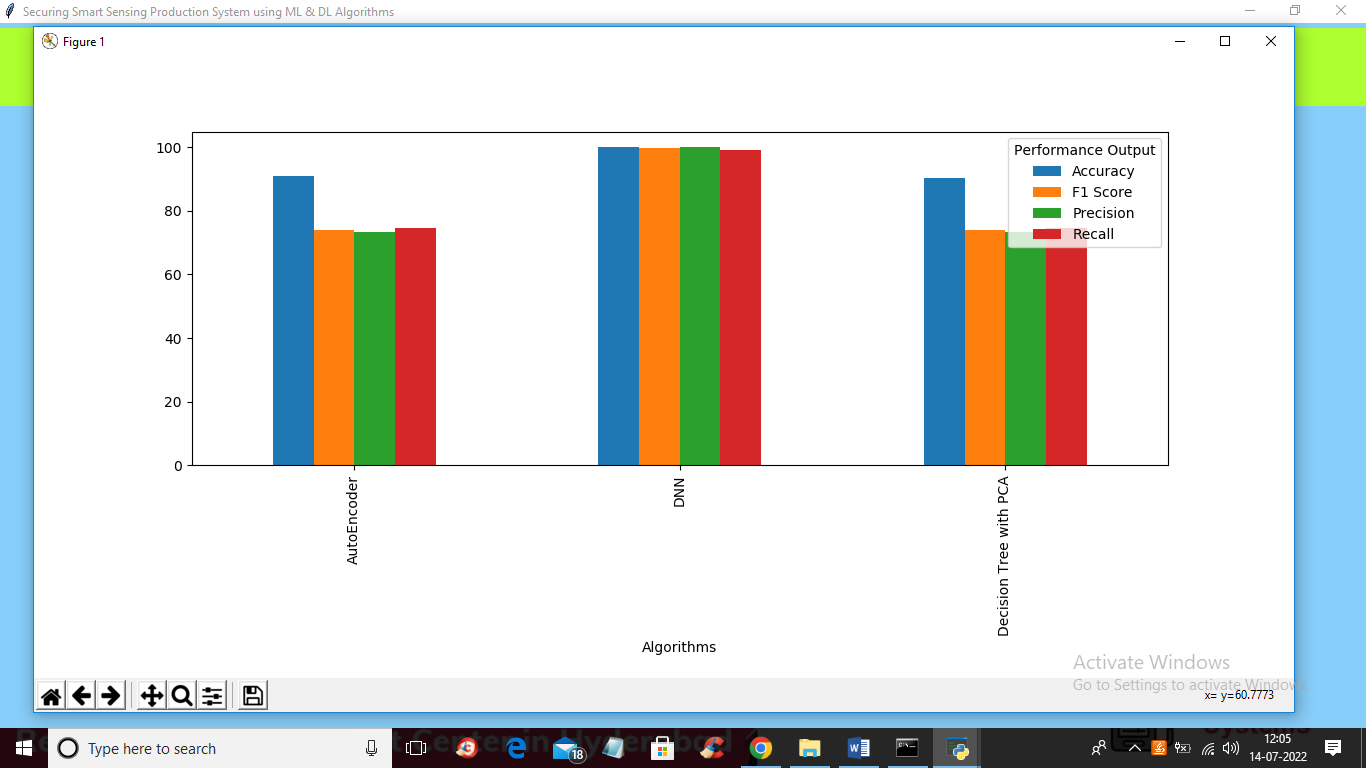 Securing Smart Sensing Production System using ML & DL Algorithms
Figure 1
100
80
60
40
20
0
Performance Output
Accuracy
F1 Score
Precision
Recall
AutoEncoder
DNN
Decision Tree with PCA
Algorithms
Activate Windows
Go to Settings to activate Windows.
x= y=60.7773
Systems
Type here to search
18
12:05
14-07-2022